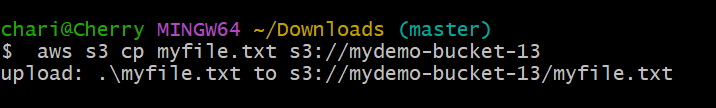 chari@Cherry MINGW64 ~/Downloads (master)
$  aws s3 cp myfile.txt s3://mydemo-bucket-13
upload: .\myfile.txt to s3://mydemo-bucket-13/myfile.txt